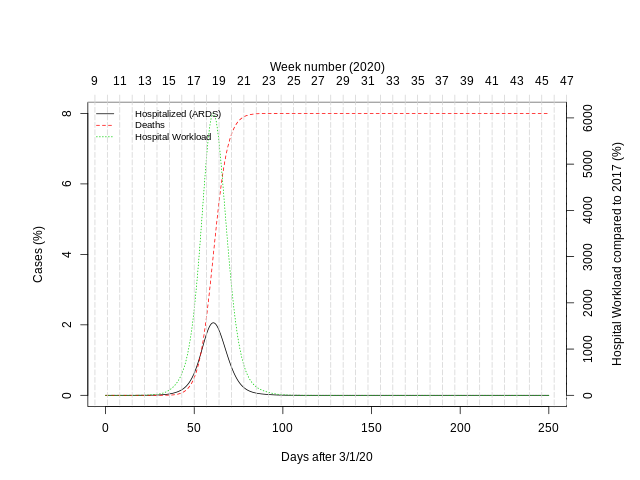 Week number (2020)
9 11 13 15 17 19 21 23 25 27 29 31 33 35 37 39 41 43 45 47
Hospitalized (ARDS)
Deaths
Hospital Workload
Cases (%)
8
6
4
2
0
6000
5000
4000
3000
2000
1000
0
Hospital Workload compared to 2017 (%)
0 50 100 150 200 250
Days after 3/1/20